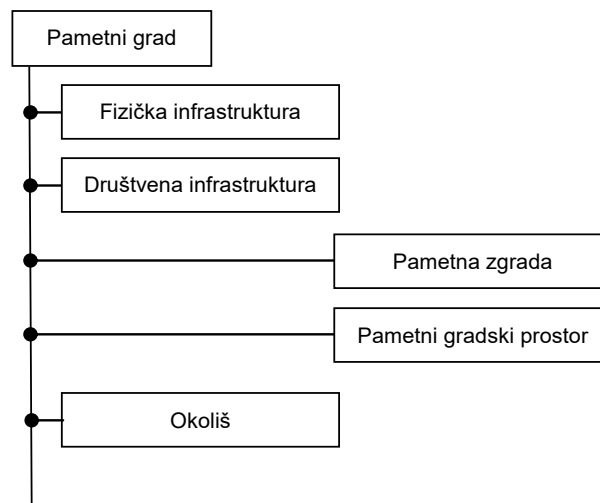 Pametni grad
Fizička infrastruktura
Društvena infrastruktura
Pametna zgrada
Pametni gradski prostor
Okoliš